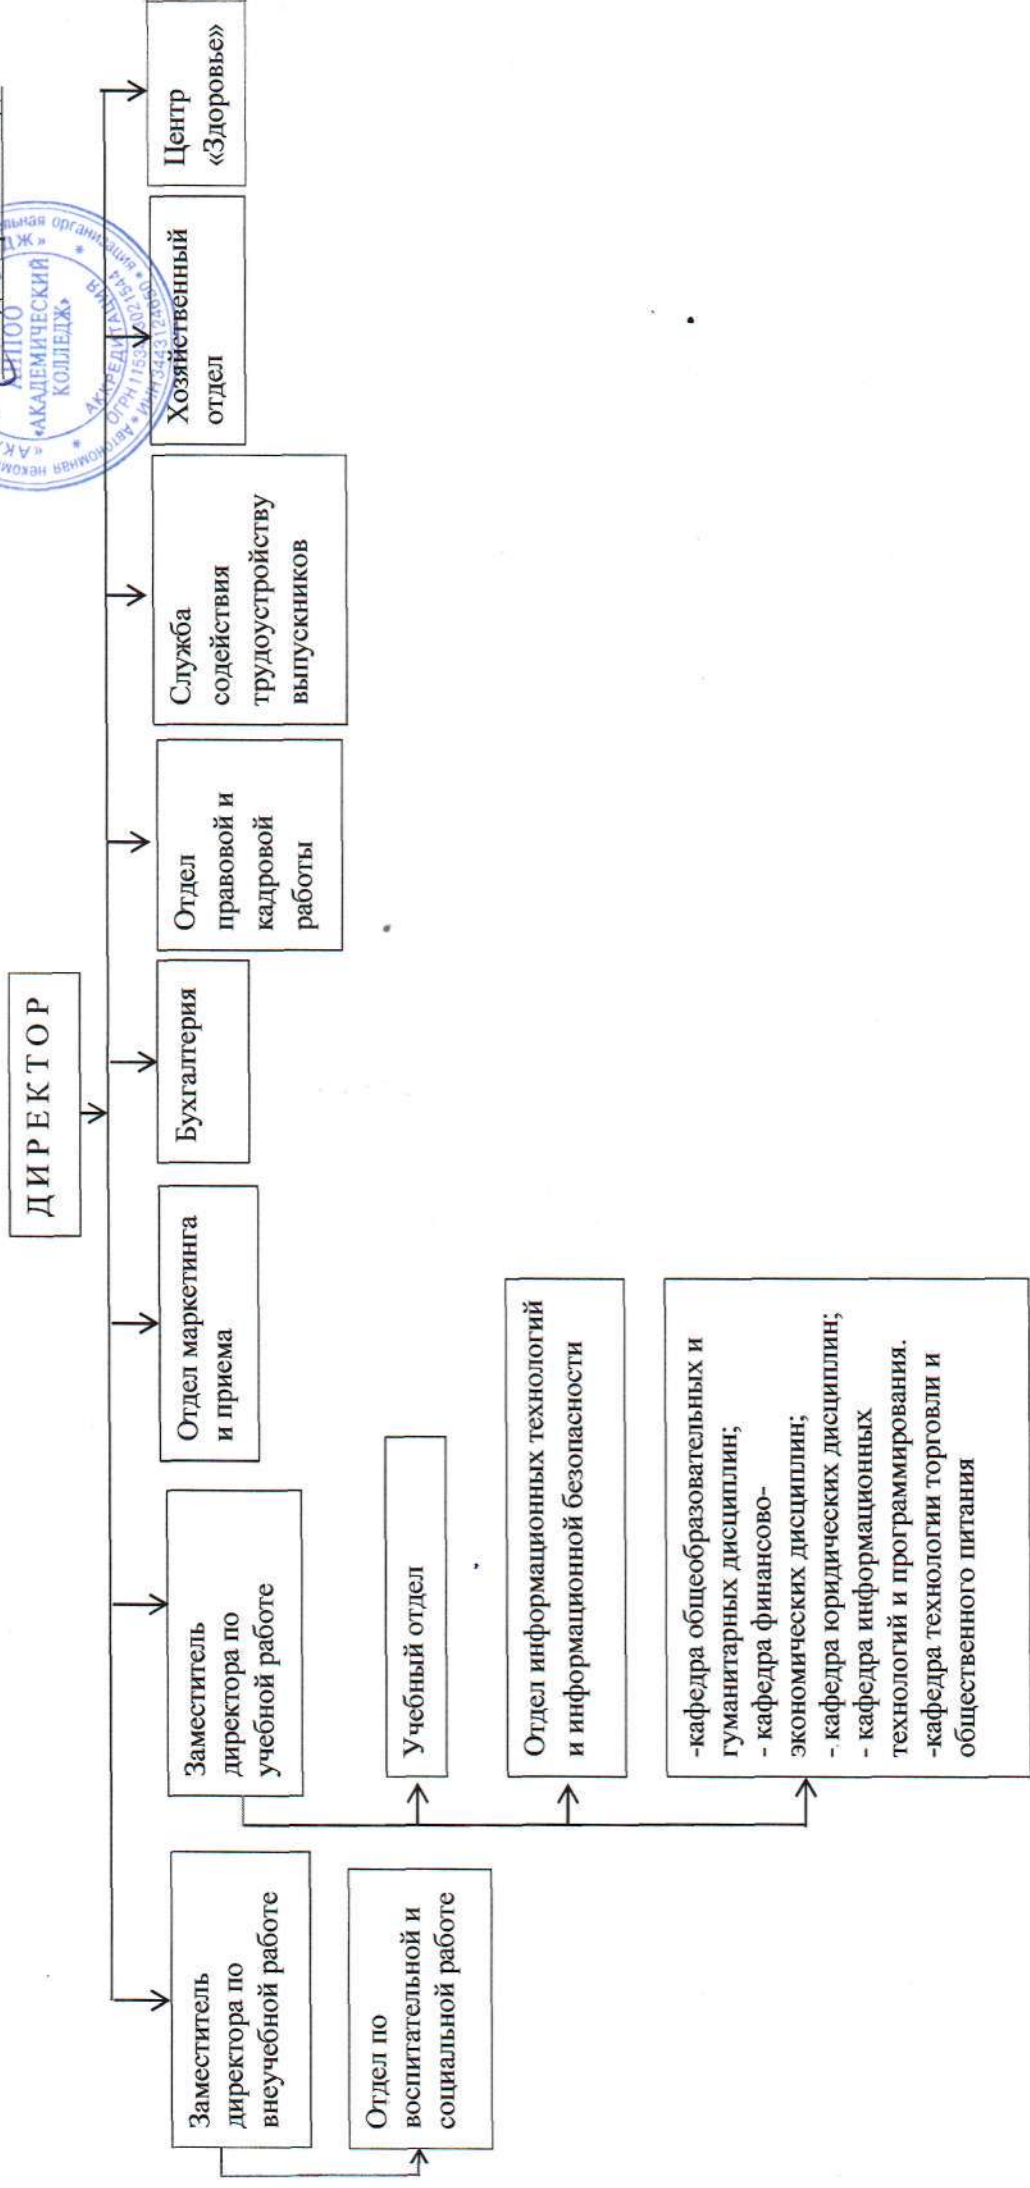 ДИРЕКТОР
Заместитель
директора по
внеучебной работе
Заместитель
директора по
учебной работе
Отдел маркетинга
и приема
Бухгалтерия
Отдел
правовой и
кадровой
работы
Служба
содействия
трудоустройству
выпускников
Хозяйственный
отдел
Центр
«Здоровье»
Отдел по
воспитательной и
социальной работе
Учебный отдел
Отдел информационных технологий
и информационной безопасности
-кафедра общеобразовательных и
гуманитарных дисциплин;
- кафедра финансово-
экономических дисциплин;
- кафедра юридических дисциплин;
- кафедра информационных
технологий и программирования.
-кафедра технологии торговли и
общественного питания
«АКАДЕМИЧЕСКИЙ
КОЛЛЕДЖ»
АККРЕДИТАЦИЯ
организация
Автономная